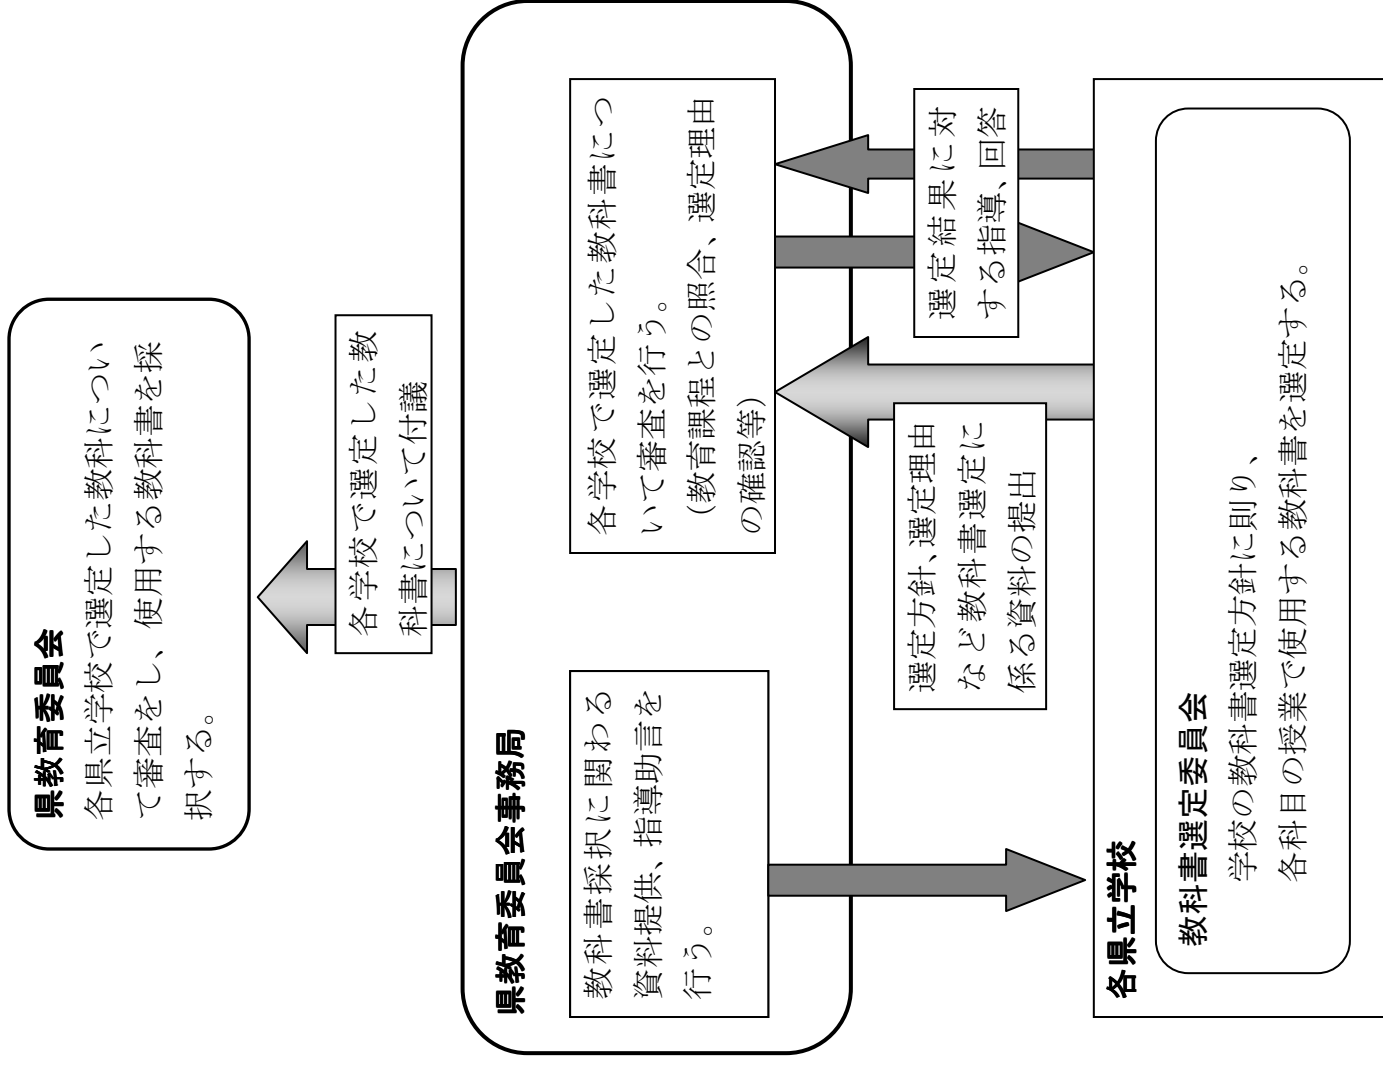 県教育委員会
各県立学校で選定した教科につい
て審査をし、使用する教科書を採
択する。
各学校で選定した教
科書について付議
県教育委員会事務局
教科書採択に関わる
資料提供、指導助言を
行う。
各学校で選定した教科書につ
いて審査を行う。
（教育課程との照合、選定理由
の確認等）
選定方針、選定理由
など教科書選定に
係る資料の提出
選定結果に対
する指導、回答
各県立学校
教科書選定委員会
学校の教科書選定方針に則り、
各科目の授業で使用する教科書を選定する。